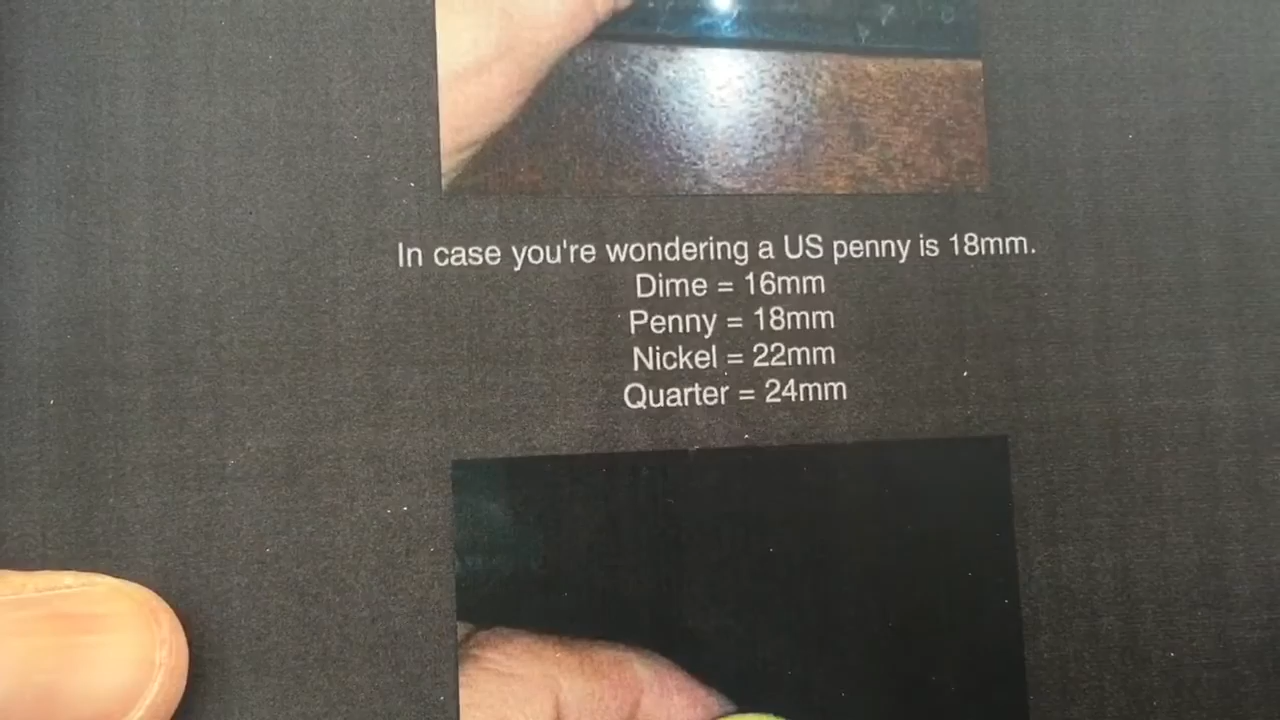 In case you're wondering a US penny is 18mm.
Dime = 16mm
Penny = 18mm
Nickel = 22mm
Quarter = 24mm